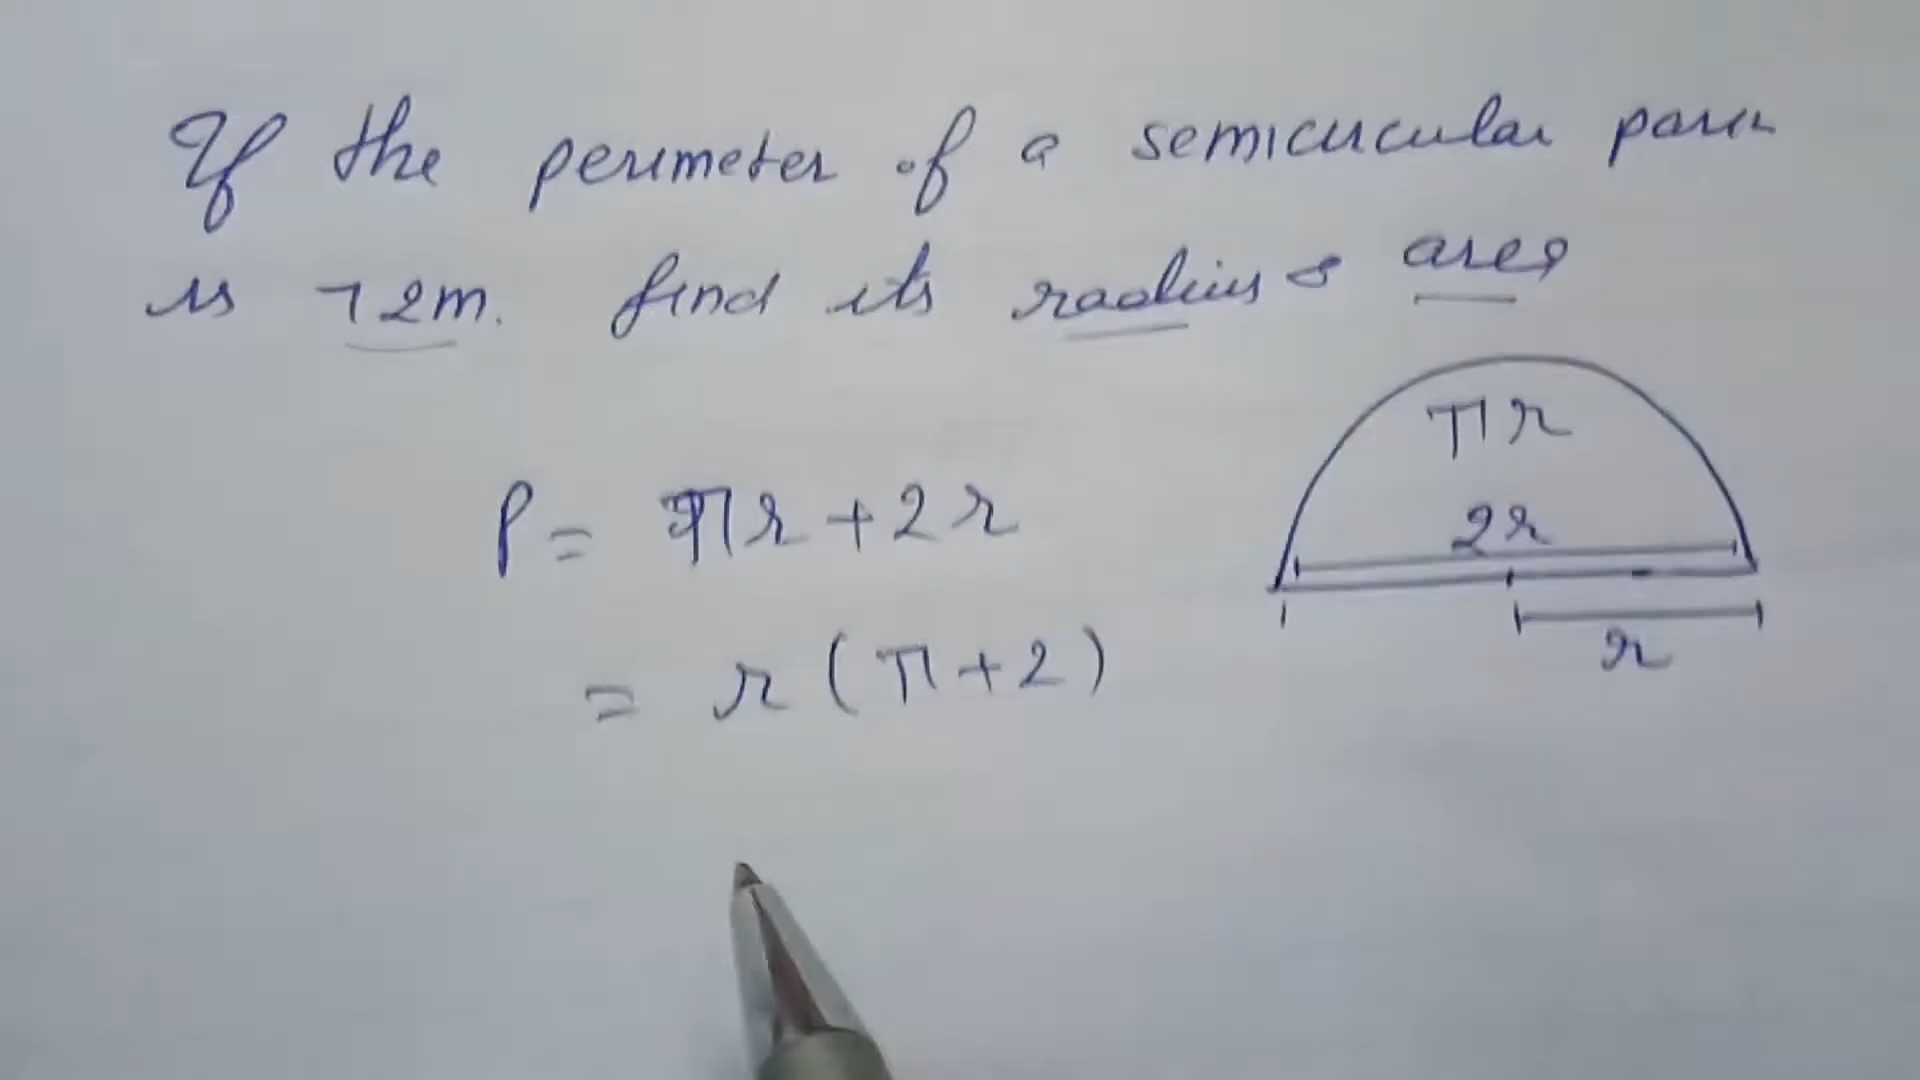 If the perimeter of a semicircular park
is 72m. find its radius & area
πr
P = πr + 2r
2r
= r (π + 2)
r